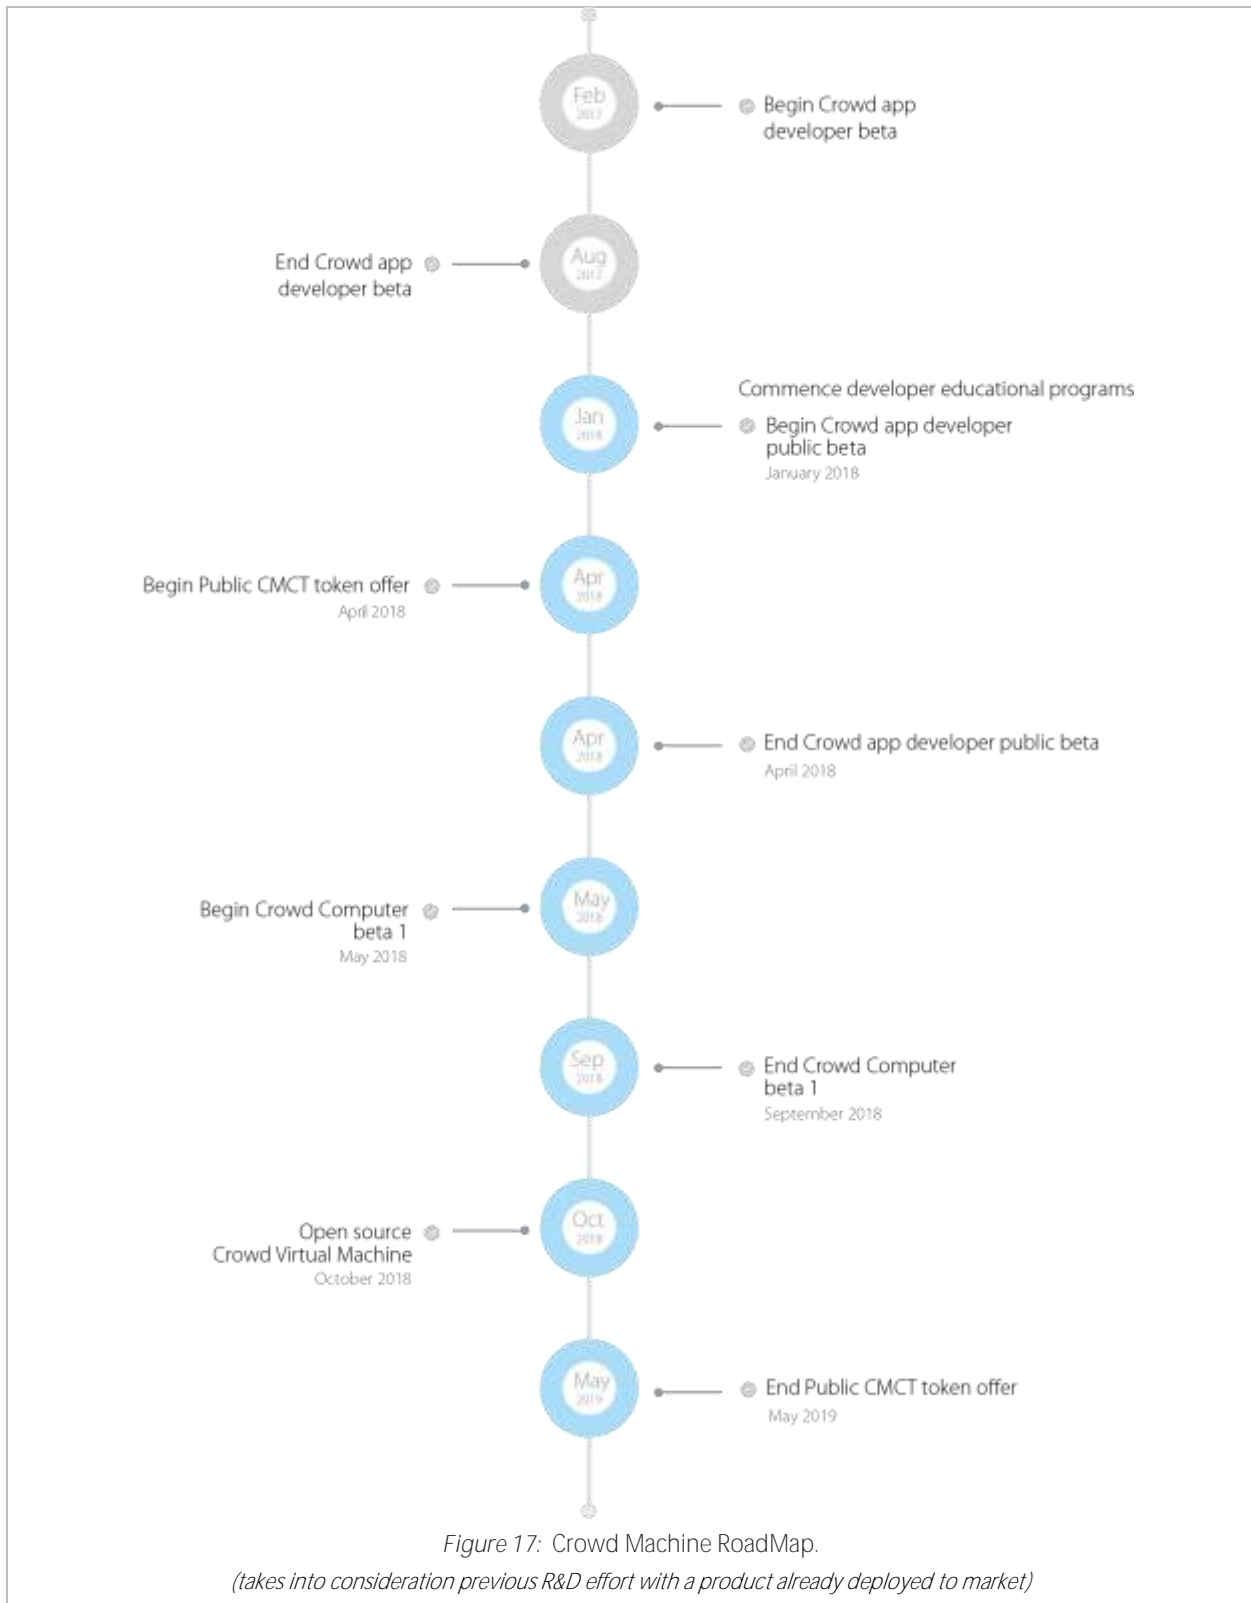 Feb
2017
Begin Crowd app
developer beta
Aug
2017
End Crowd app
developer beta
Jan
2018
Commence developer educational programs
Begin Crowd app developer
public beta
January 2018
Apr
2018
Begin Public CMCT token offer
April 2018
Apr
2018
End Crowd app developer public beta
April 2018
May
2018
Begin Crowd Computer
beta 1
May 2018
Sep
2018
End Crowd Computer
beta 1
September 2018
Oct
2018
Open source
Crowd Virtual Machine
October 2018
May
2019
End Public CMCT token offer
May 2019
Figure 17: Crowd Machine RoadMap.
(takes into consideration previous R&D effort with a product already deployed to market)